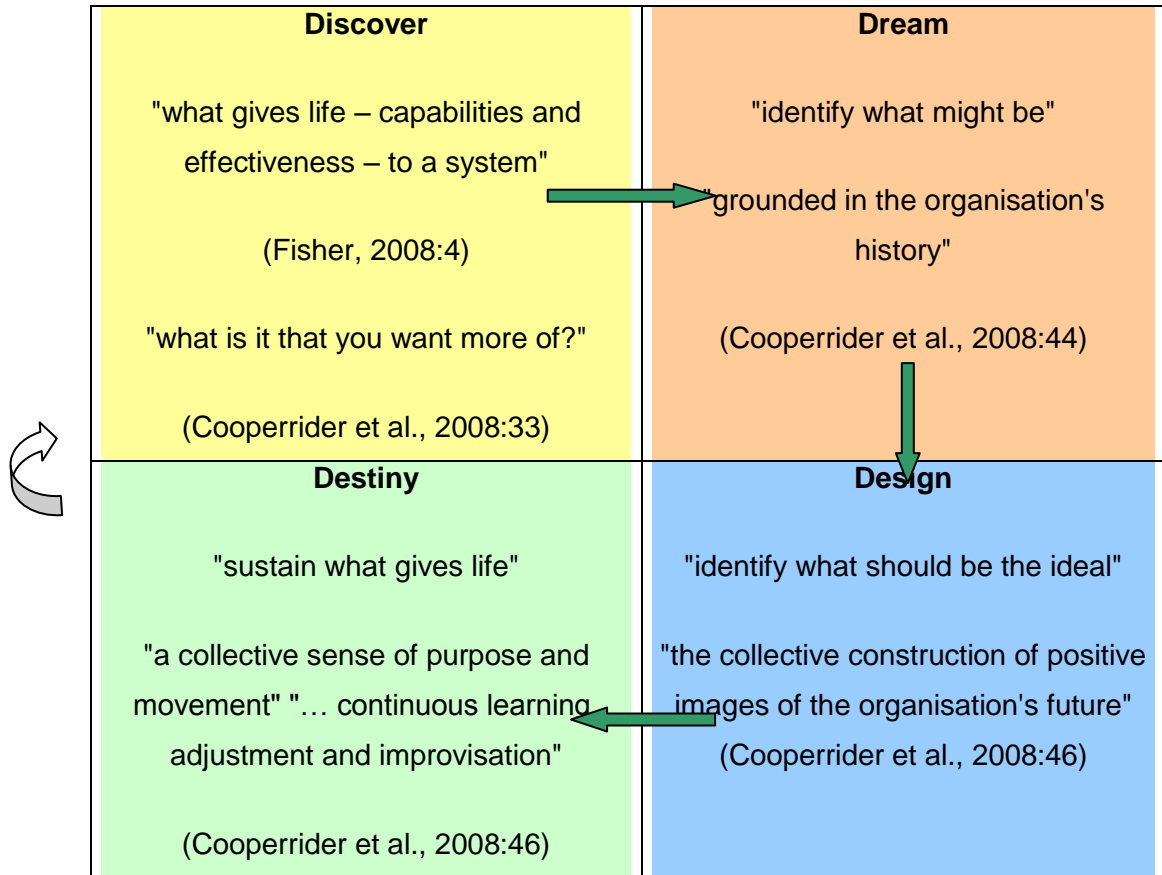 Discover
"what gives life – capabilities and
effectiveness – to a system"
(Fisher, 2008:4)
"what is it that you want more of?"
(Cooperrider et al., 2008:33)
Dream
"identify what might be"
"grounded in the organisation's
history"
(Cooperrider et al., 2008:44)
Destiny
"sustain what gives life"
"a collective sense of purpose and
movement" "… continuous learning
adjustment and improvisation"
(Cooperrider et al., 2008:46)
Design
"identify what should be the ideal"
"the collective construction of positive
images of the organisation's future"
(Cooperrider et al., 2008:46)